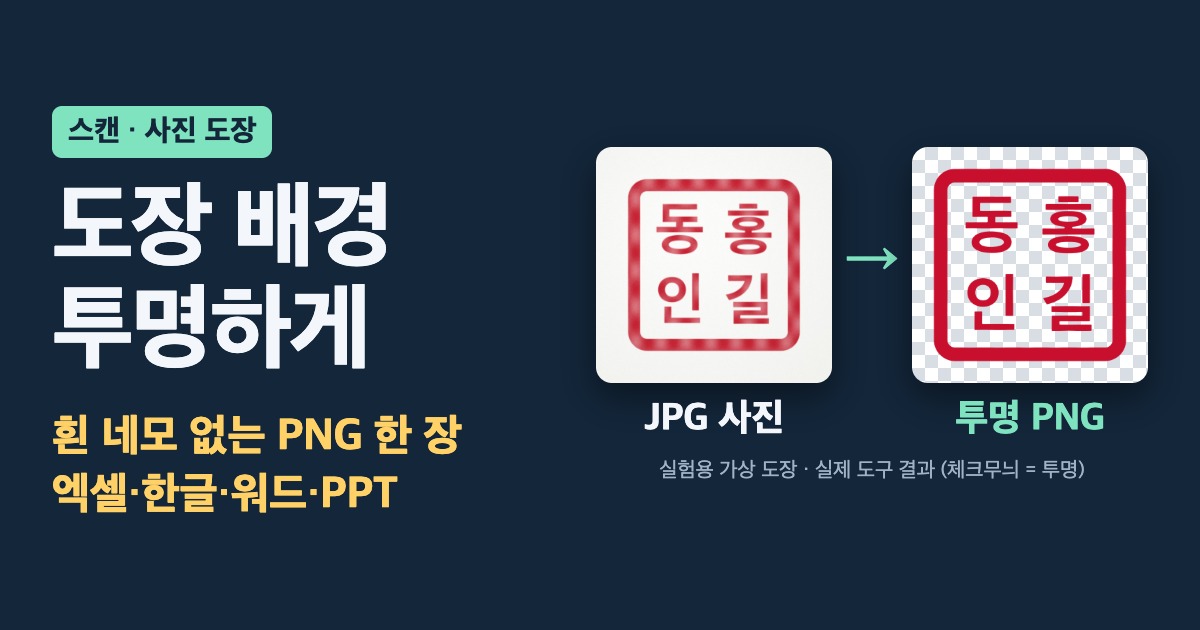 스캔 · 사진 도장
도장 배경
투명하게
흰 네모 없는 PNG 한 장
엑셀·한글·워드·PPT
동 홍
인 길
동 홍
인 길
JPG 사진
투명 PNG
실험용 가상 도장 · 실제 도구 결과 (체크무늬 = 투명)